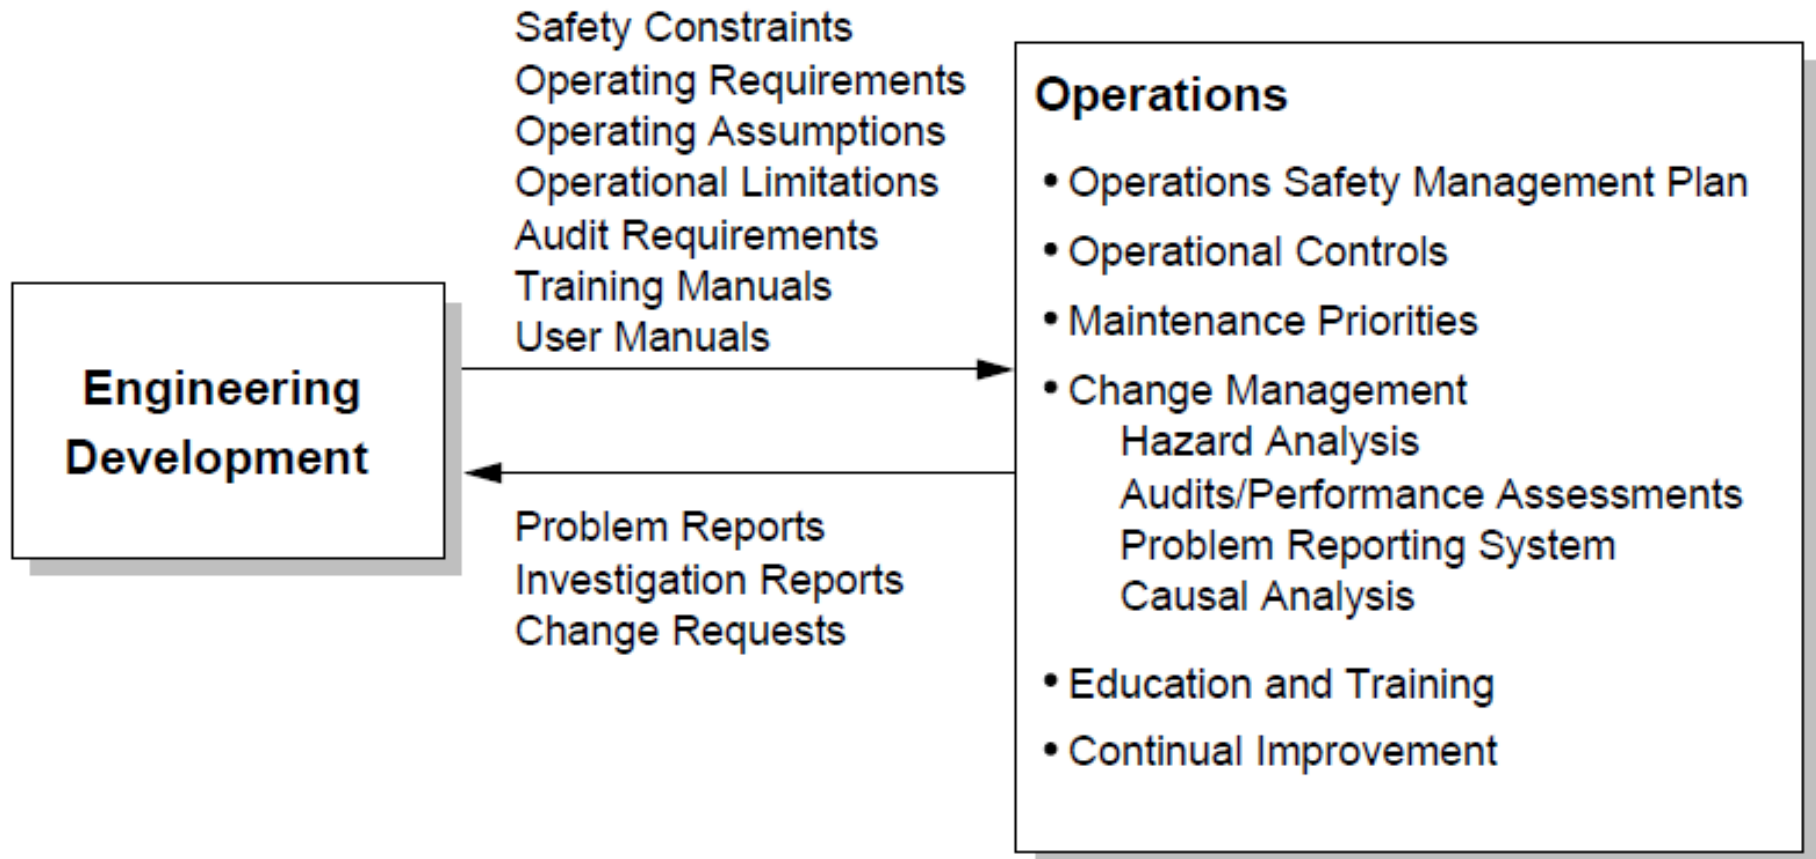 Safety Constraints
Operating Requirements
Operating Assumptions
Operational Limitations
Audit Requirements
Training Manuals
User Manuals
Engineering
Development
Problem Reports
Investigation Reports
Change Requests
Operations
• Operations Safety Management Plan
• Operational Controls
• Maintenance Priorities
• Change Management
Hazard Analysis
Audits/Performance Assessments
Problem Reporting System
Causal Analysis
• Education and Training
• Continual Improvement